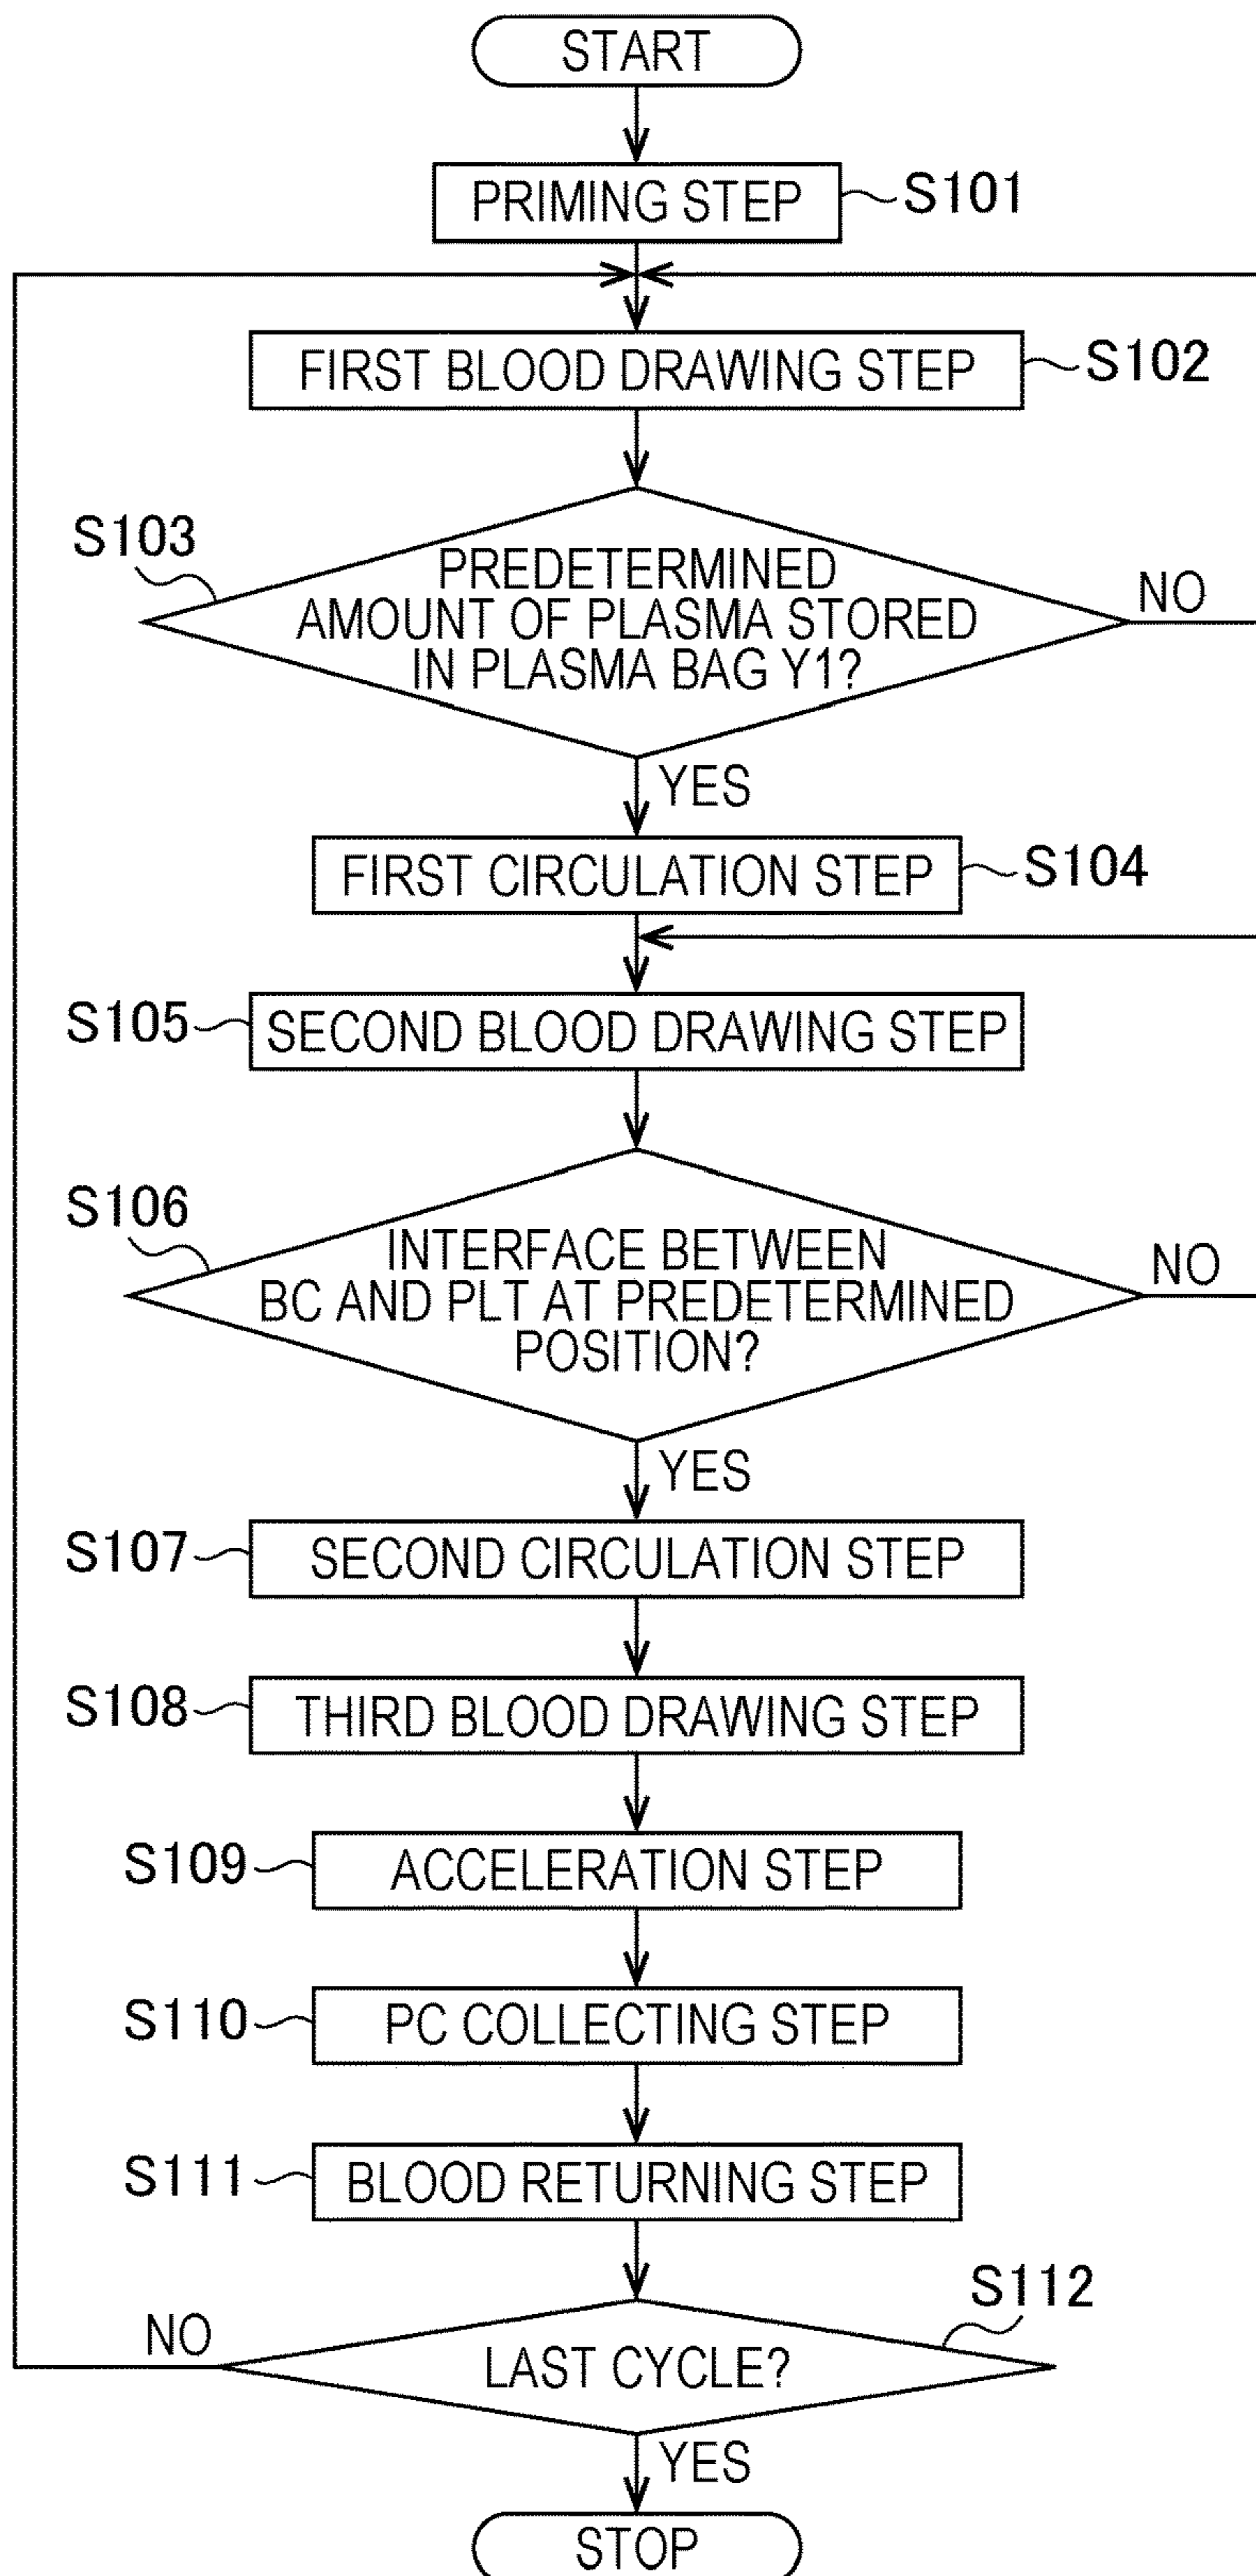 START
PRIMING STEP
S101
FIRST BLOOD DRAWING STEP
S102
S103
PREDETERMINED
AMOUNT OF PLASMA STORED
IN PLASMA BAG Y1?
NO
YES
FIRST CIRCULATION STEP
S104
S105
SECOND BLOOD DRAWING STEP
S106
INTERFACE BETWEEN
BC AND PLT AT PREDETERMINED
POSITION?
NO
YES
S107
SECOND CIRCULATION STEP
S108
THIRD BLOOD DRAWING STEP
S109
ACCELERATION STEP
S110
PC COLLECTING STEP
S111
BLOOD RETURNING STEP
S112
NO
LAST CYCLE?
YES
STOP